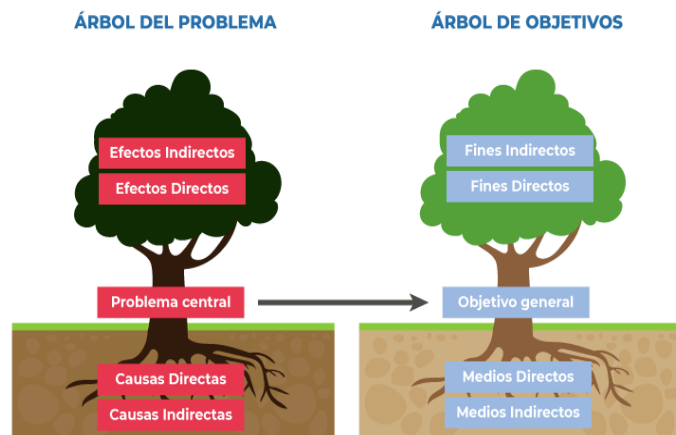 ÁRBOL DEL PROBLEMA
Efectos Indirectos
Efectos Directos
Problema central
Causas Directas
Causas Indirectas
ÁRBOL DE OBJETIVOS
Fines Indirectos
Fines Directos
Objetivo general
Medios Directos
Medios Indirectos